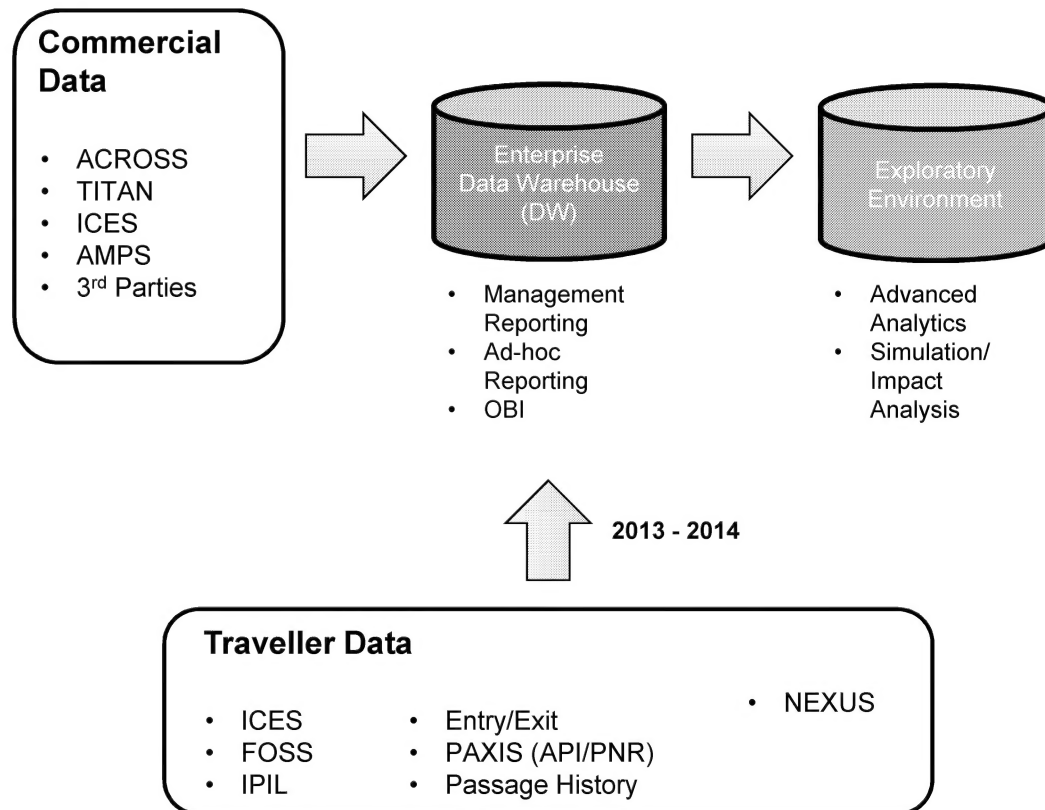 Commercial
Data
• ACROSS
• TITAN
• ICES
• AMPS
• 3rd Parties
Enterprise
Data Warehouse
(DW)
• Management
Reporting
• Ad-hoc
Reporting
• OBI
Exploratory
Environment
• Advanced
Analytics
• Simulation/
Impact
Analysis
2013 - 2014
Traveller Data
• ICES
• FOSS
• IPIL
• Entry/Exit
• PAXIS (API/PNR)
• Passage History
• NEXUS